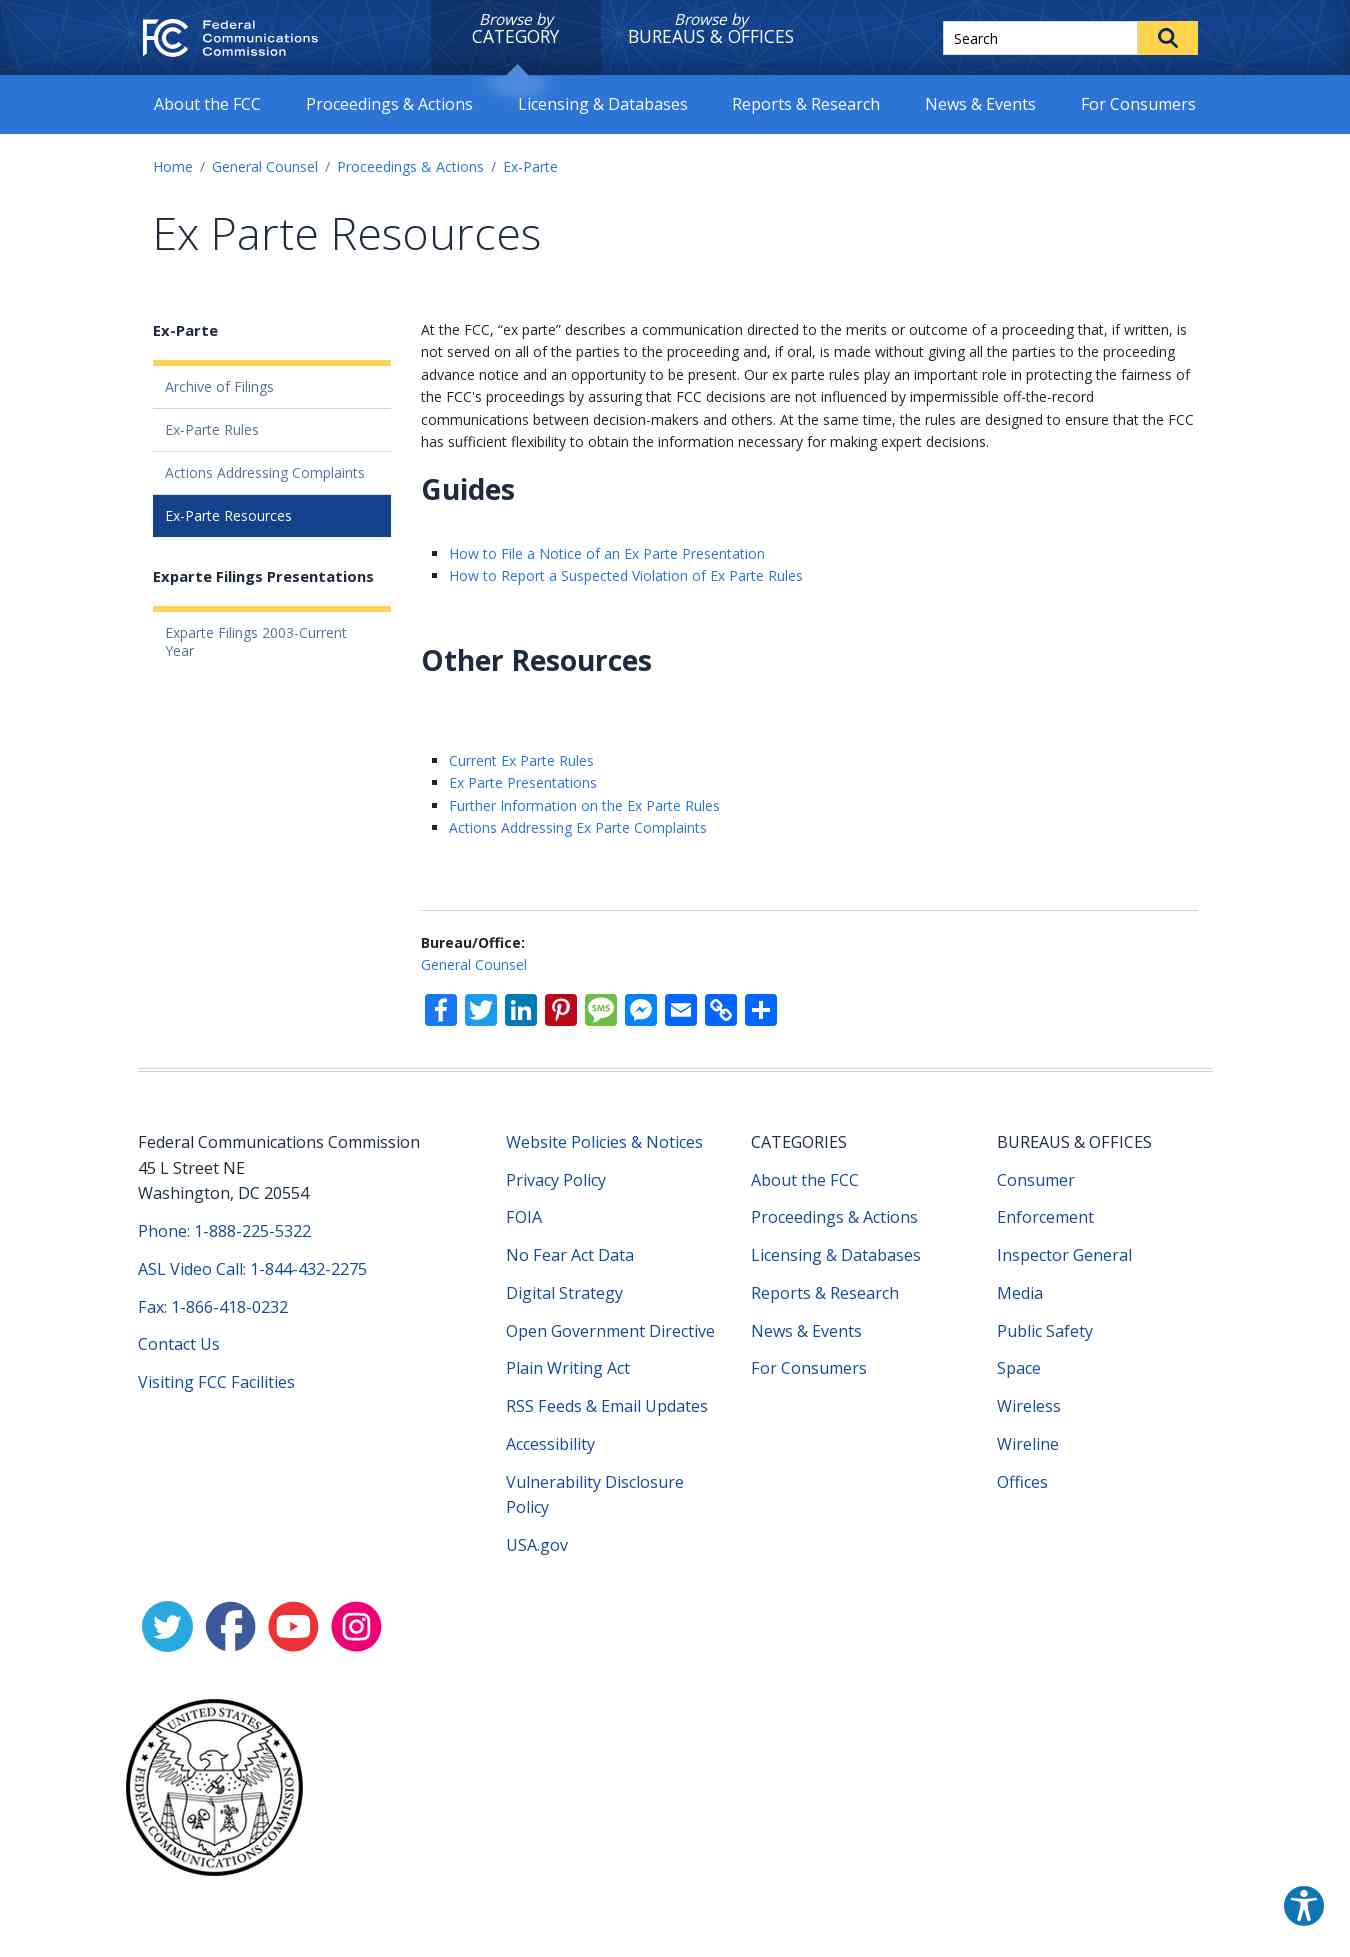 FCC Federal
Communications
Commission
Browse by
CATEGORY
Browse by
BUREAUS & OFFICES
Search
About the FCC
Proceedings & Actions
Licensing & Databases
Reports & Research
News & Events
For Consumers
Home / General Counsel / Proceedings & Actions / Ex-Parte
Ex Parte Resources
Ex-Parte
Archive of Filings
Ex-Parte Rules
Actions Addressing Complaints
Ex-Parte Resources
Exparte Filings Presentations
Exparte Filings 2003-Current
Year
At the FCC, “ex parte” describes a communication directed to the merits or outcome of a proceeding that, if written, is
not served on all of the parties to the proceeding and, if oral, is made without giving all the parties to the proceeding
advance notice and an opportunity to be present. Our ex parte rules play an important role in protecting the fairness of
the FCC's proceedings by assuring that FCC decisions are not influenced by impermissible off-the-record
communications between decision-makers and others. At the same time, the rules are designed to ensure that the FCC
has sufficient flexibility to obtain the information necessary for making expert decisions.
Guides
How to File a Notice of an Ex Parte Presentation
How to Report a Suspected Violation of Ex Parte Rules
Other Resources
Current Ex Parte Rules
Ex Parte Presentations
Further Information on the Ex Parte Rules
Actions Addressing Ex Parte Complaints
Bureau/Office:
General Counsel
SMS
Federal Communications Commission
45 L Street NE
Washington, DC 20554
Phone: 1-888-225-5322
ASL Video Call: 1-844-432-2275
Fax: 1-866-418-0232
Contact Us
Visiting FCC Facilities
Website Policies & Notices
Privacy Policy
FOIA
No Fear Act Data
Digital Strategy
Open Government Directive
Plain Writing Act
RSS Feeds & Email Updates
Accessibility
Vulnerability Disclosure
Policy
USA.gov
CATEGORIES
About the FCC
Proceedings & Actions
Licensing & Databases
Reports & Research
News & Events
For Consumers
BUREAUS & OFFICES
Consumer
Enforcement
Inspector General
Media
Public Safety
Space
Wireless
Wireline
Offices
UNITED STATES
FEDERAL COMMUNICATIONS COMMISSION